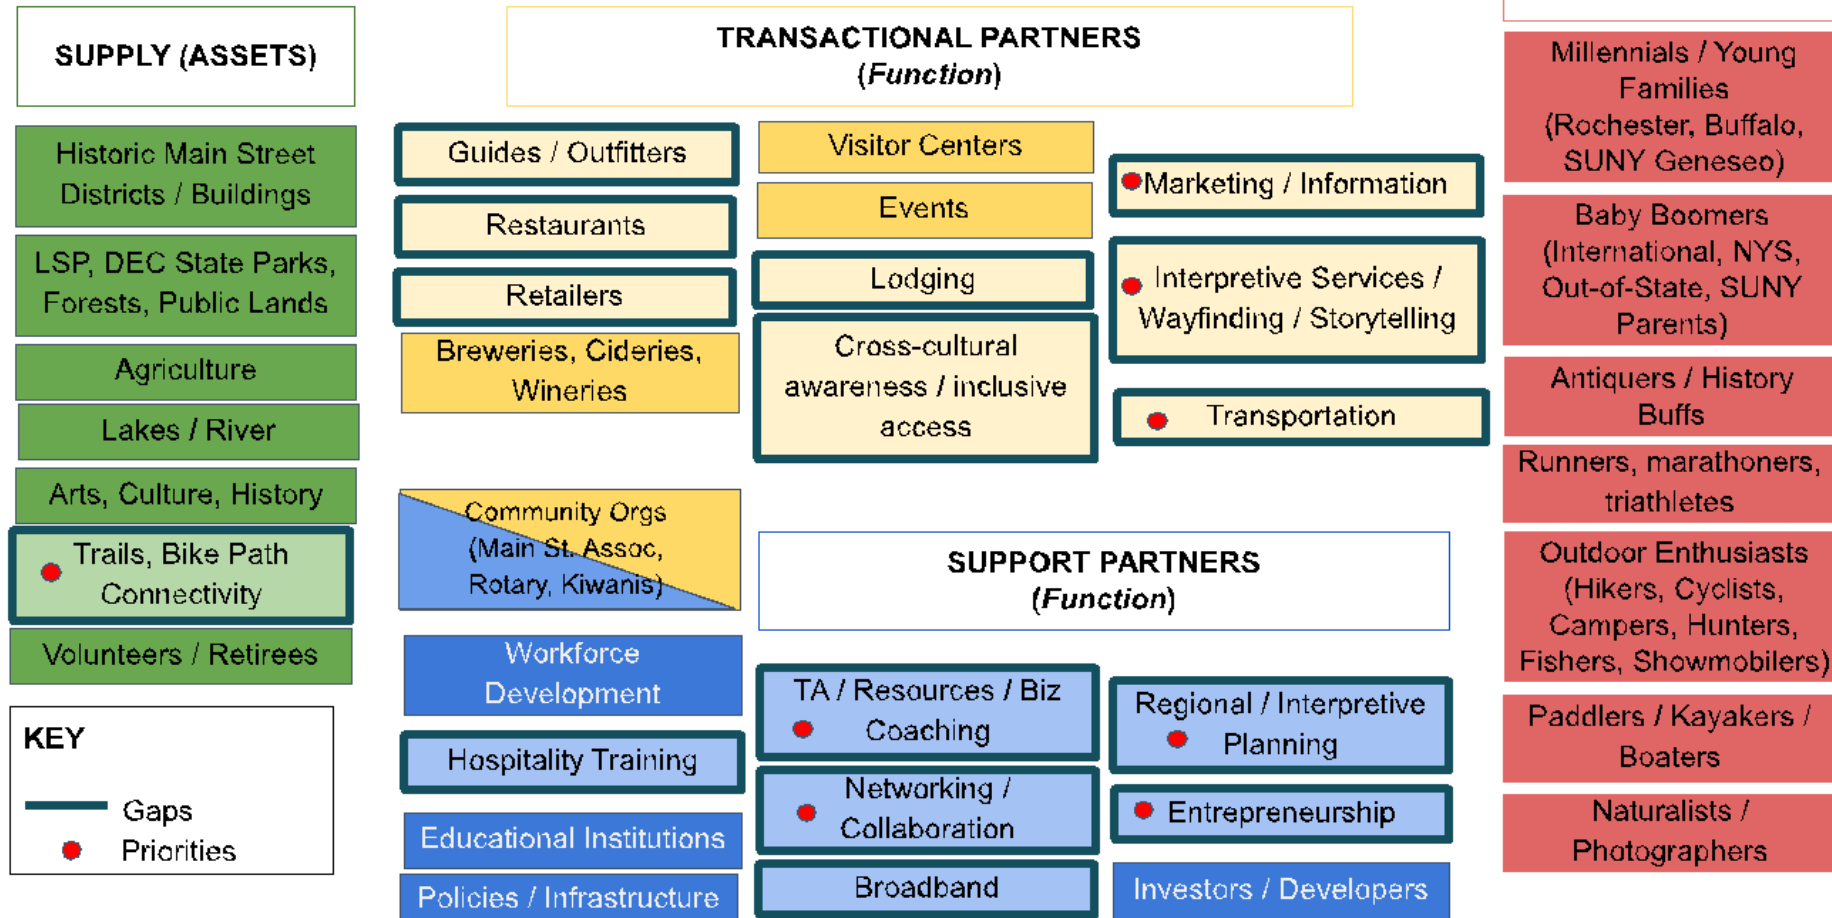 SUPPLY (ASSETS)
Historic Main Street
Districts / Buildings
LSP, DEC State Parks,
Forests, Public Lands
Agriculture
Lakes / River
Arts, Culture, History
Trails, Bike Path
Connectivity
Volunteers / Retirees
KEY
Gaps
Priorities
TRANSACTIONAL PARTNERS
(Function)
Guides / Outfitters
Restaurants
Retailers
Breweries, Cideries,
Wineries
Visitor Centers
Events
Lodging
Cross-cultural
awareness / inclusive
access
Marketing / Information
Interpretive Services /
Wayfinding / Storytelling
Transportation
Community Orgs
(Main St. Assoc,
Rotary, Kiwanis)
SUPPORT PARTNERS
(Function)
Workforce
Development
Hospitality Training
Educational Institutions
Policies / Infrastructure
TA / Resources / Biz
Coaching
Networking /
Collaboration
Broadband
Regional / Interpretive
Planning
Entrepreneurship
Investors / Developers
Millennials / Young
Families
(Rochester, Buffalo,
SUNY Geneseo)
Baby Boomers
(International, NYS,
Out-of-State, SUNY
Parents)
Antiquers / History
Buffs
Runners, marathoners,
triathletes
Outdoor Enthusiasts
(Hikers, Cyclists,
Campers, Hunters,
Fishers, Showmobilers)
Paddlers / Kayakers /
Boaters
Naturalists /
Photographers